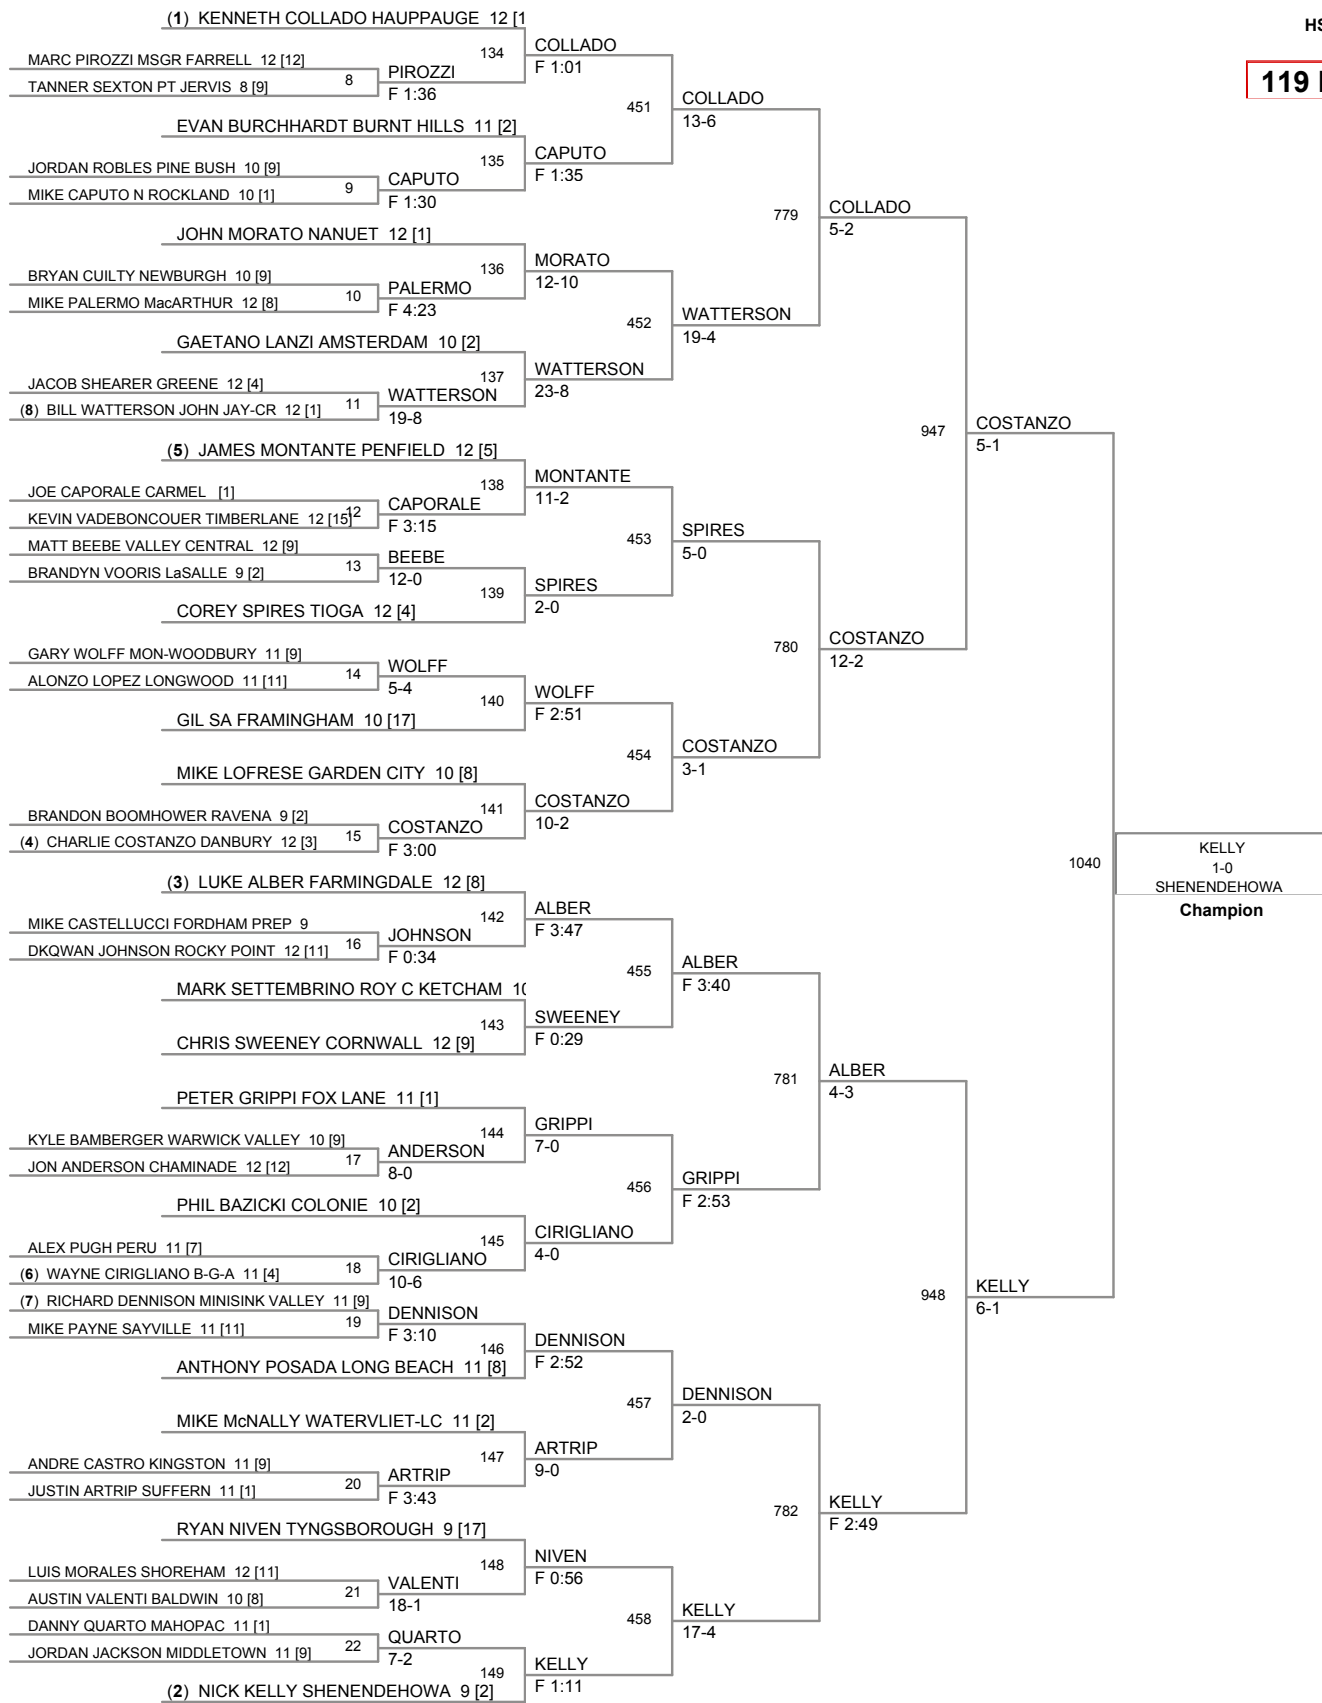 HS
119
(1) KENNETH COLLADO HAUPPAUGE 12 [1
134
COLLADO
F 1:01
MARC PIROZZI MSGR FARRELL 12 [12]
TANNER SEXTON PT JERVIS 8 [9]
8
PIROZZI
F 1:36
451
COLLADO
13-6
EVAN BURCHHARDT BURNT HILLS 11 [2]
135
CAPUTO
F 1:35
JORDAN ROBLES PINE BUSH 10 [9]
MIKE CAPUTO N ROCKLAND 10 [1]
9
CAPUTO
F 1:30
779
COLLADO
5-2
JOHN MORATO NANUET 12 [1]
136
MORATO
12-10
BRYAN CUILTY NEWBURGH 10 [9]
MIKE PALERMO MacARTHUR 12 [8]
10
PALERMO
F 4:23
452
WATTERSON
19-4
GAETANO LANZI AMSTERDAM 10 [2]
137
WATTERSON
23-8
JACOB SHEARER GREENE 12 [4]
(8) BILL WATTERSON JOHN JAY-CR 12 [1]
11
WATTERSON
19-8
947
COSTANZO
5-1
(5) JAMES MONTANTE PENFIELD 12 [5]
138
MONTANTE
11-2
JOE CAPORALE CARMEL [1]
KEVIN VADEBONCOUER TIMBERLANE 12 [15]
12
CAPORALE
F 3:15
453
SPIRES
5-0
MATT BEEBE VALLEY CENTRAL 12 [9]
BRANDYN VOORIS LaSALLE 9 [2]
13
BEEBE
12-0
139
SPIRES
2-0
COREY SPIRES TIOGA 12 [4]
780
COSTANZO
12-2
GARY WOLFF MON-WOODBURY 11 [9]
ALONZO LOPEZ LONGWOOD 11 [11]
14
WOLFF
5-4
140
WOLFF
F 2:51
GIL SA FRAMINGHAM 10 [17]
454
COSTANZO
3-1
MIKE LOFRESE GARDEN CITY 10 [8]
141
COSTANZO
10-2
BRANDON BOOMHOWER RAVENA 9 [2]
(4) CHARLIE COSTANZO DANBURY 12 [3]
15
COSTANZO
F 3:00
1040
KELLY
1-0
SHENENDEHOWA
Champion
(3) LUKE ALBER FARMINGDALE 12 [8]
142
ALBER
F 3:47
MIKE CASTELLUCCI FORDHAM PREP 9
DKQWAN JOHNSON ROCKY POINT 12 [11]
16
JOHNSON
F 0:34
455
ALBER
F 3:40
MARK SETTEMBRINO ROY C KETCHAM 10
143
SWEENEY
F 0:29
CHRIS SWEENEY CORNWALL 12 [9]
781
ALBER
4-3
PETER GRIPPI FOX LANE 11 [1]
144
GRIPPI
7-0
KYLE BAMBERGER WARWICK VALLEY 10 [9]
JON ANDERSON CHAMINADE 12 [12]
17
ANDERSON
8-0
456
GRIPPI
F 2:53
PHIL BAZICKI COLONIE 10 [2]
145
CIRIGLIANO
4-0
ALEX PUGH PERU 11 [7]
(6) WAYNE CIRIGLIANO B-G-A 11 [4]
18
CIRIGLIANO
10-6
948
KELLY
6-1
(7) RICHARD DENNISON MINISINK VALLEY 11 [9]
MIKE PAYNE SAYVILLE 11 [11]
19
DENNISON
F 3:10
146
DENNISON
F 2:52
ANTHONY POSADA LONG BEACH 11 [8]
457
DENNISON
2-0
MIKE McNALLY WATERVLIET-LC 11 [2]
147
ARTRIP
9-0
ANDRE CASTRO KINGSTON 11 [9]
JUSTIN ARTRIP SUFFERN 11 [1]
20
ARTRIP
F 3:43
782
KELLY
F 2:49
RYAN NIVEN TYNGSBOROUGH 9 [17]
148
NIVEN
F 0:56
LUIS MORALES SHOREHAM 12 [11]
AUSTIN VALENTI BALDWIN 10 [8]
21
VALENTI
18-1
458
KELLY
17-4
DANNY QUARTO MAHOPAC 11 [1]
JORDAN JACKSON MIDDLETOWN 11 [9]
22
QUARTO
7-2
149
KELLY
F 1:11
(2) NICK KELLY SHENENDEHOWA 9 [2]